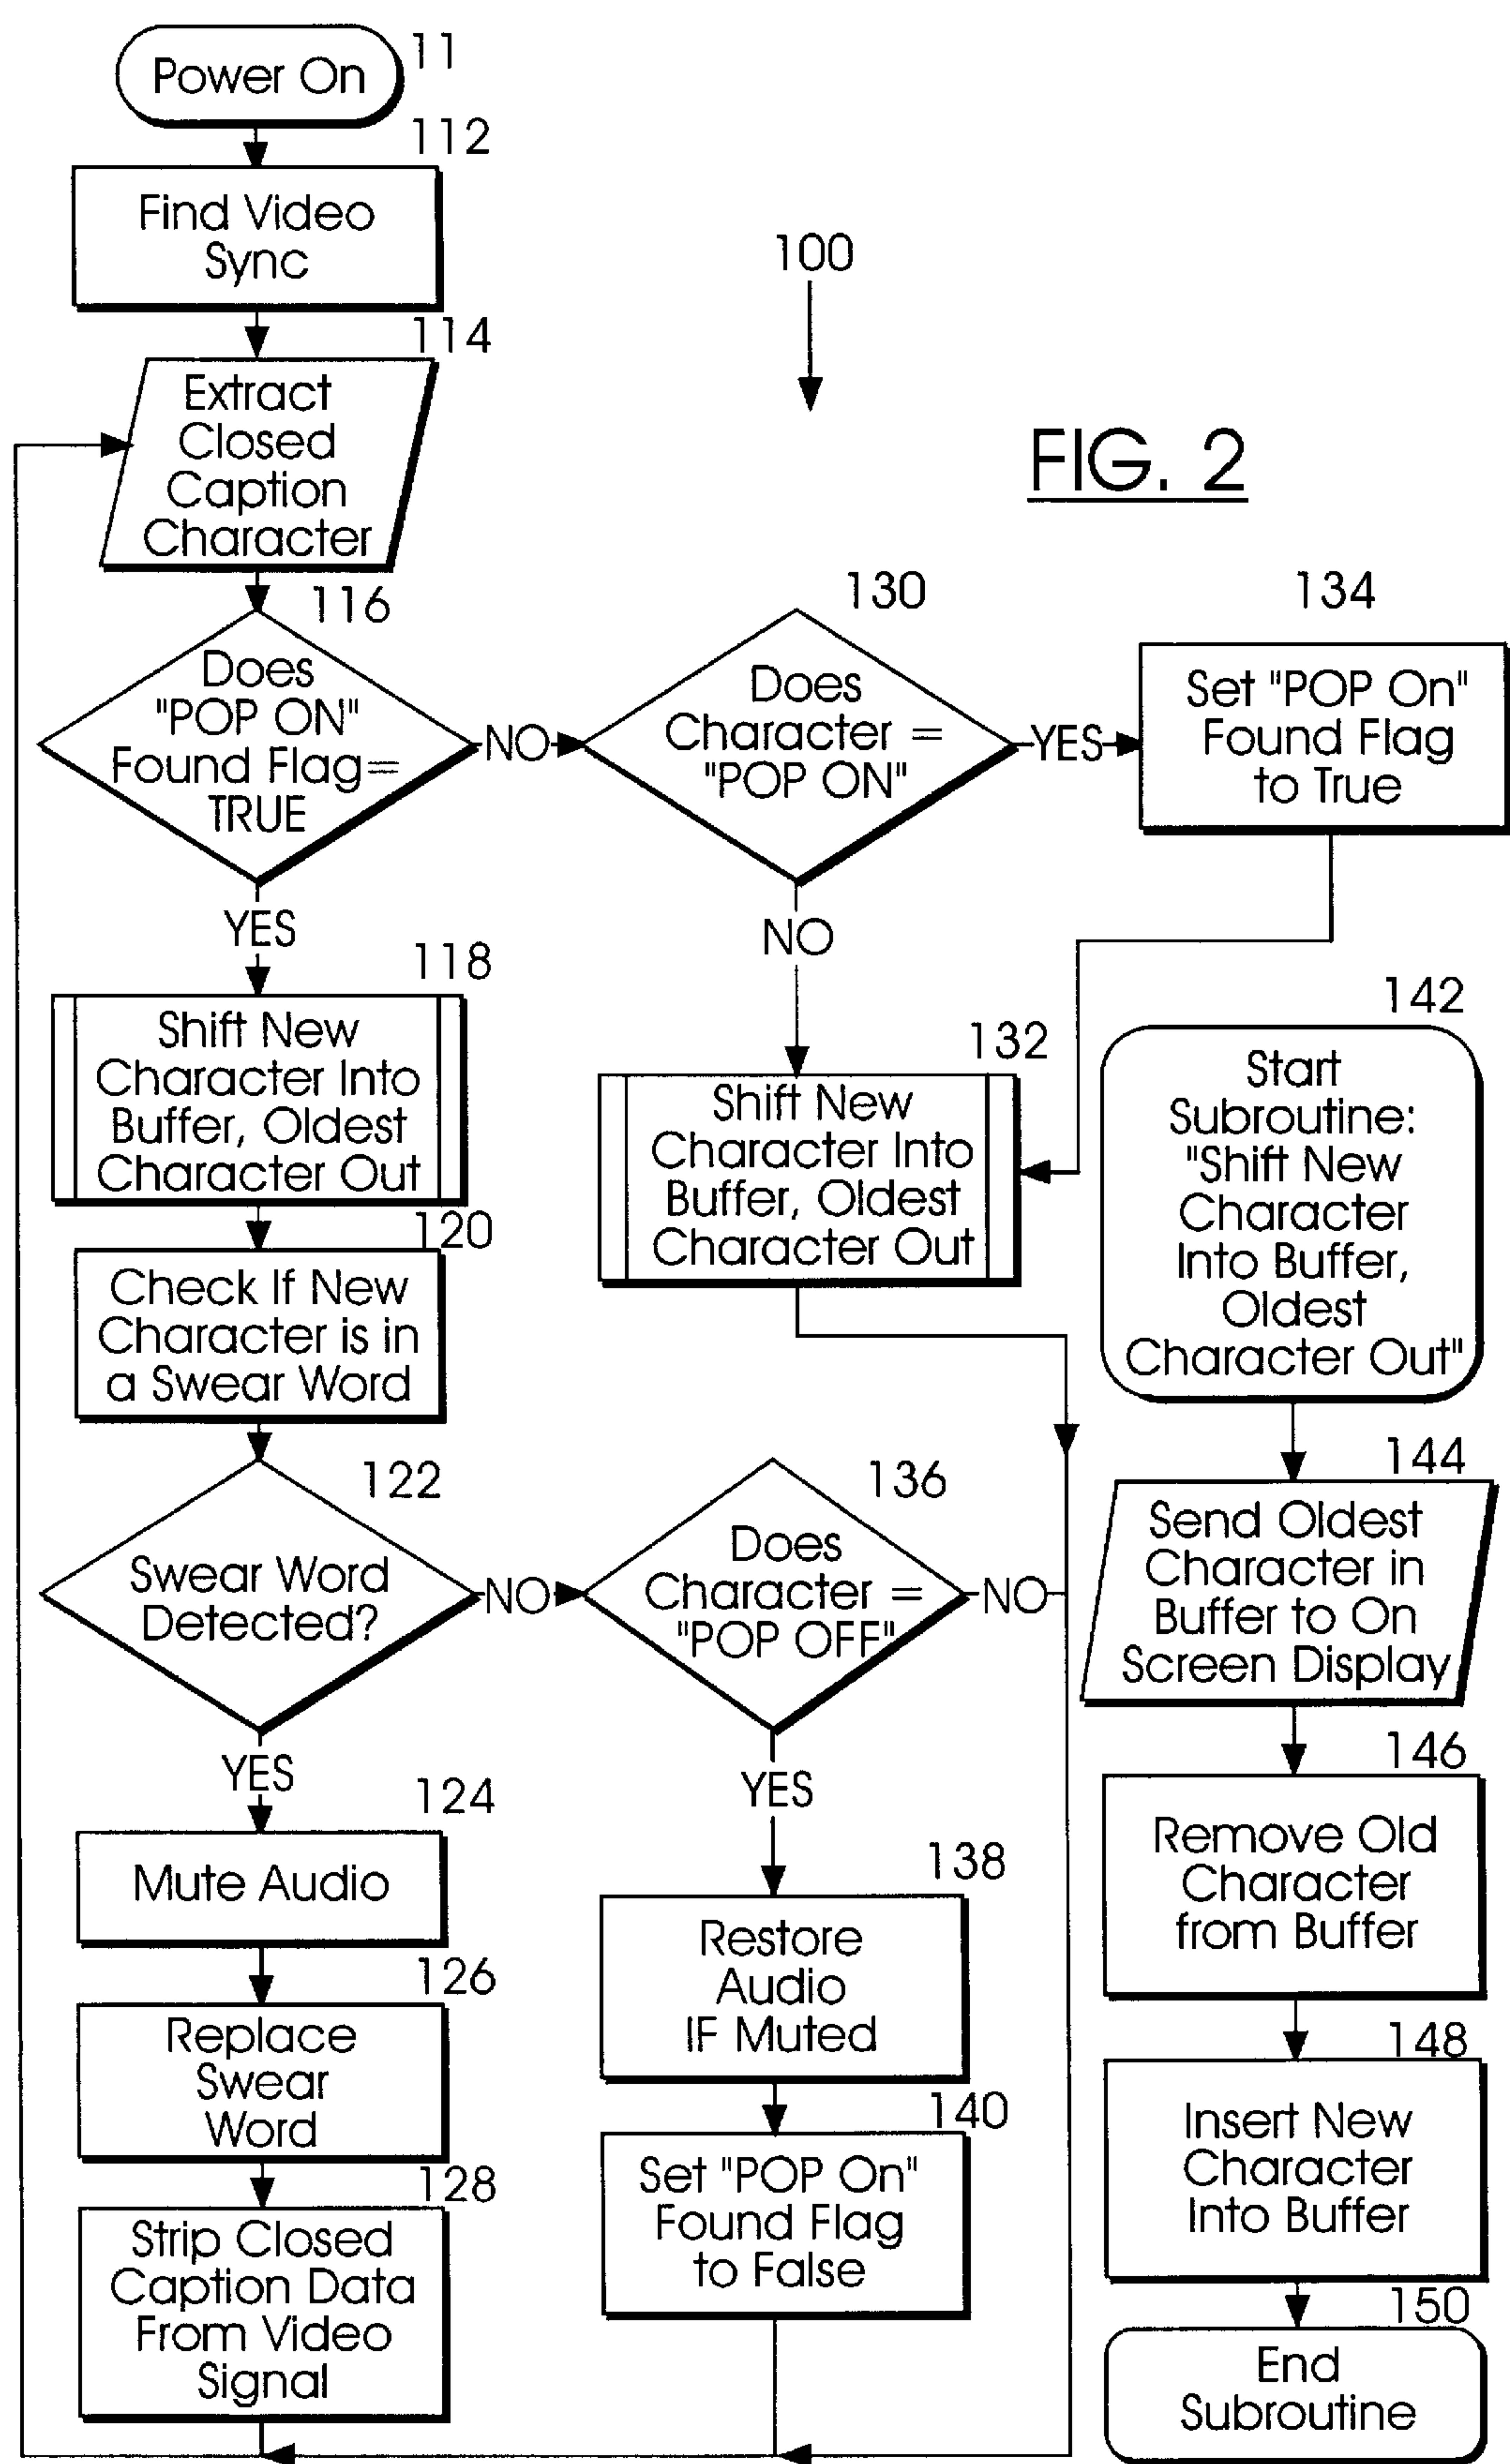 Power On
11
112
Find Video
Sync
100
114
Extract
Closed
Caption
Character
FIG. 2
116
Does
"POP ON"
Found Flag=
TRUE
NO
130
Does
Character =
"POP ON"
YES
134
Set "POP On"
Found Flag
to True
YES
NO
118
Shift New
Character Into
Buffer, Oldest
Character Out
132
Shift New
Character Into
Buffer, Oldest
Character Out
142
Start
Subroutine:
"Shift New
Character
Into Buffer,
Oldest
Character Out"
120
Check If New
Character is in
a Swear Word
122
Swear Word
Detected?
NO
136
Does
Character =
"POP OFF"
NO
144
Send Oldest
Character in
Buffer to On
Screen Display
YES
YES
124
Mute Audio
138
Restore
Audio
IF Muted
146
Remove Old
Character
from Buffer
126
Replace
Swear
Word
140
Set "POP On"
Found Flag
to False
148
Insert New
Character
Into Buffer
128
Strip Closed
Caption Data
From Video
Signal
150
End
Subroutine